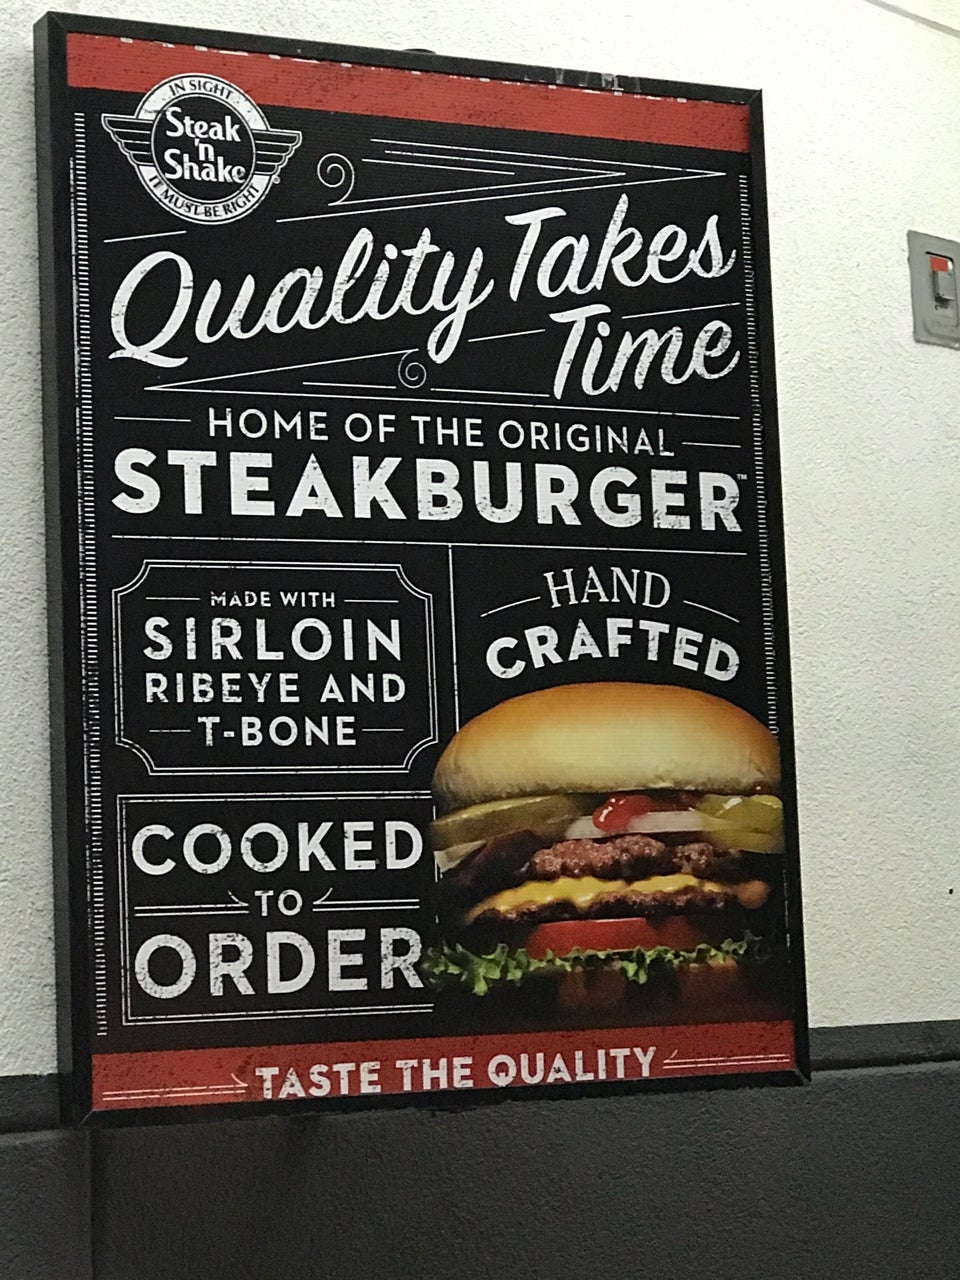 IN SIGHT
Steak
'n
Shake
IT MUST BE RIGHT
Quality Takes
Time
HOME OF THE ORIGINAL
STEAKBURGER™
MADE WITH
SIRLOIN
RIBEYE AND
T-BONE
HAND
CRAFTED
COOKED
TO
ORDER
TASTE THE QUALITY